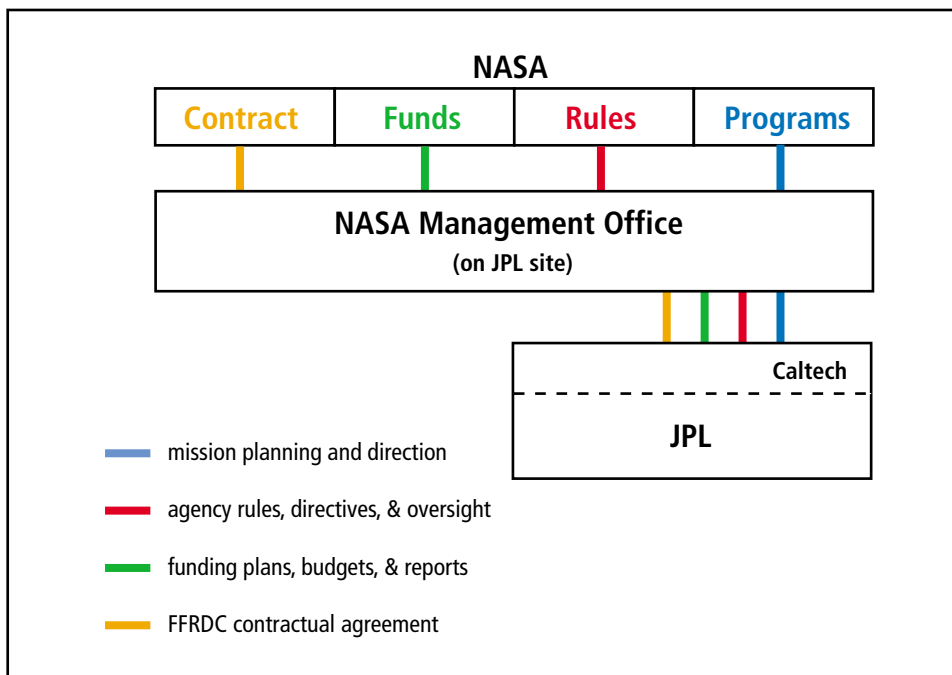 NASA
Contract Funds Rules Programs
NASA Management Office
(on JPL site)
Caltech
JPL
mission planning and direction
agency rules, directives, & oversight
funding plans, budgets, & reports
FFRDC contractual agreement